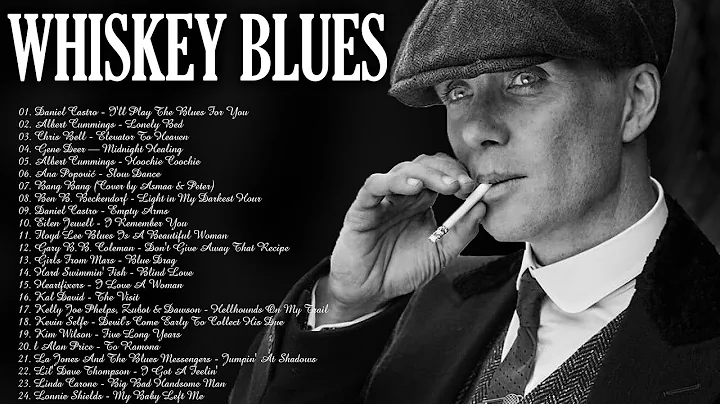 WHISKEY BLUES
01. Daniel Castro - I'll Play The Blues For You
02. Albert Cummings - Lonely Bed
03. Chris Bell - Elevator To Heaven
04. Gene Deer — Midnight Healing
05. Albert Cummings - Hoochie Coochie
06. Ana Popović - Slow Dance
07. Bang Bang (Cover by Asmaa & Peter)
08. Ben B. Beckendorf - Light in My Darkest Hour
09. Daniel Castro - Empty Arms
10. Eilen Jewell - I Remember You
11. Floyd Lee Blues Is A Beautiful Woman
12. Gary B.B. Coleman - Don't Give Away That Recipe
13. Girls From Mars - Blue Drag
14. Hard Swimmin' Fish - Blind Love
15. Heartfixers - I Love A Woman
16. Kal David - The Visit
17. Kelly Joe Phelps, Zubot & Dawson - Hellhounds On My Trail
18. Kevin Selfe - Devil's Come Early To Collect His Due
19. Kim Wilson - Five Long Years
20. l Alan Price - To Ramona
21. La Jones And The Blues Messengers - Jumpin' At Shadows
22. Lil' Dave Thompson - I Got A Feelin'
23. Linda Carone - Big Bad Handsome Man
24. Lonnie Shields - My Baby Left Me